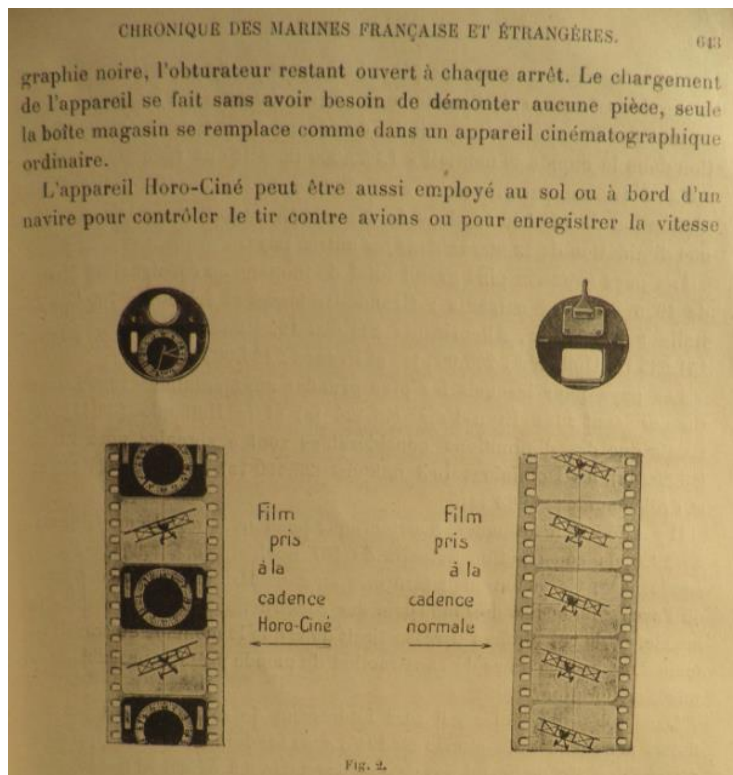 CHRONIQUE DES MARINES FRANÇAISE ET ÉTRANGÈRES. 643
graphie noire, l'obturateur restant ouvert à chaque arrêt. Le chargement
de l'appareil se fait sans avoir besoin de démonter aucune pièce, seule
la boîte magasin se remplace comme dans un appareil cinématographique
ordinaire.
L'appareil Horo-Ciné peut être aussi employé au sol ou à bord d'un
navire pour contrôler le tir contre avions ou pour enregistrer la vitesse
Film
pris
à la
cadence
Horo-Ciné
Film
pris
à la
cadence
normale
Fig. 2.